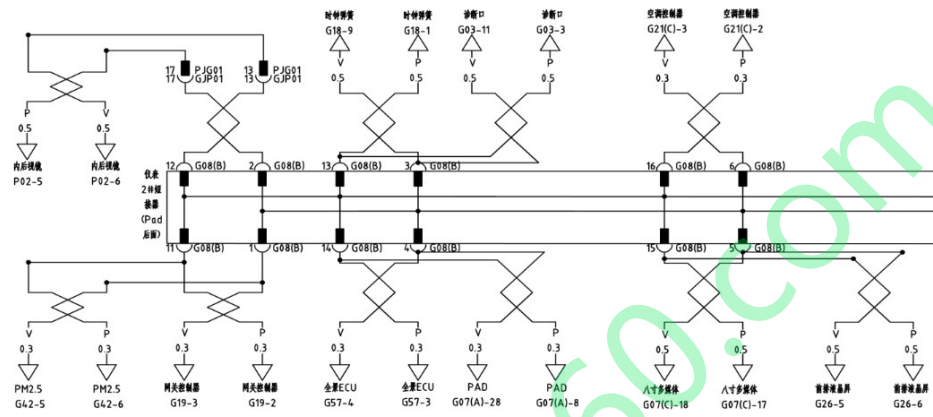 时钟弹簧 时钟弹簧 诊断口 诊断口 空调控制器 空调控制器
G18-9 G18-1 G03-11 G03-3 G21(C)-3 G21(C)-2
V P V P V P
0.5 0.5 0.5 0.5 0.3 0.3
17 PJG01 13 PJG01
17 GJP01 13 GJP01
P V
0.5 0.5
内后视镜 内后视镜
P02-5 P02-6
12 G08(B) 2 G08(B) 13 G08(B) 3 G08(B) 16 G08(B) 6 G08(B)
仪表
2#短
接器
(Pad
后面)
11 G08(B) 1 G08(B) 14 G08(B) 4 G08(B) 15 G08(B) 5 G08(B)
V P V P V P V P V P V P
0.3 0.3 0.3 0.3 0.3 0.3 0.3 0.3 0.5 0.5 0.5 0.5
PM2.5 PM2.5 网关控制器 网关控制器 全景ECU 全景ECU PAD PAD 八寸多媒体 八寸多媒体 前排液晶屏 前排液晶屏
G42-5 G42-6 G19-3 G19-2 G57-4 G57-3 G07(A)-28 G07(A)-8 G07(C)-18 G07(C)-17 G26-5 G26-6
60.com